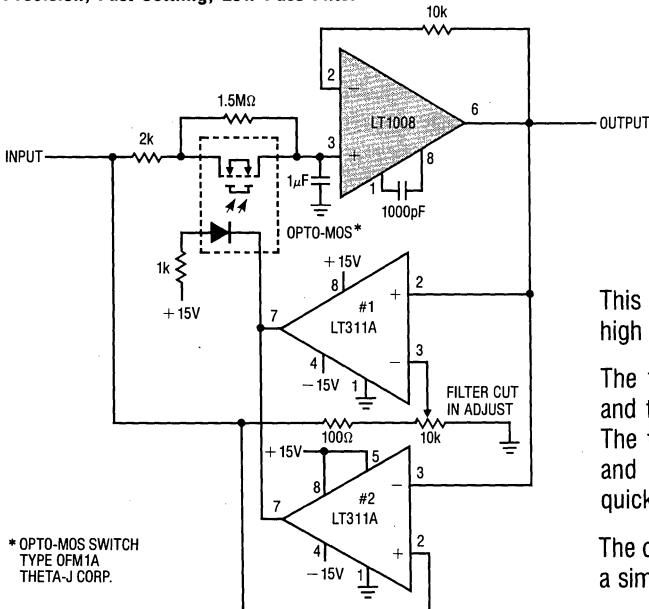 Precision, Fast Settling, Low Pass Filter
10k
2
−
1.5MΩ
LT1008
6
OUTPUT
INPUT
2k
3
+
8
1μF
1
1000pF
OPTO-MOS*
1k
+15V
+15V
8
#1
+
2
7
LT311A
−
3
4
−15V
1
FILTER CUT
IN ADJUST
100Ω
10k
+15V
5
8
#2
−
3
7
LT311A
+
2
4
−15V
1
* OPTO-MOS SWITCH
TYPE OFM1A
THETA-J CORP.
This
high
The
and
The
and
quick
The
a sim